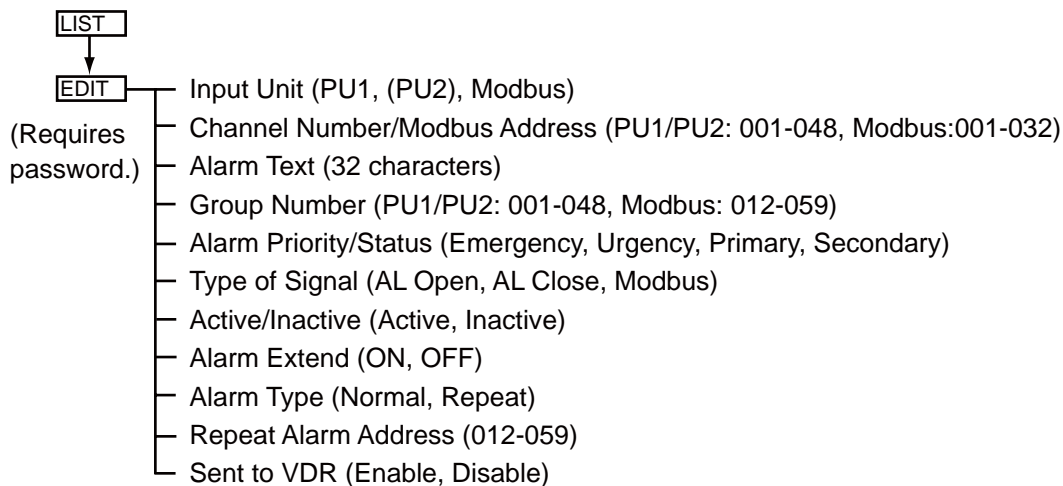 LIST
EDIT
(Requires
password.)
Input Unit (PU1, (PU2), Modbus)
Channel Number/Modbus Address (PU1/PU2: 001-048, Modbus:001-032)
Alarm Text (32 characters)
Group Number (PU1/PU2: 001-048, Modbus: 012-059)
Alarm Priority/Status (Emergency, Urgency, Primary, Secondary)
Type of Signal (AL Open, AL Close, Modbus)
Active/Inactive (Active, Inactive)
Alarm Extend (ON, OFF)
Alarm Type (Normal, Repeat)
Repeat Alarm Address (012-059)
Sent to VDR (Enable, Disable)